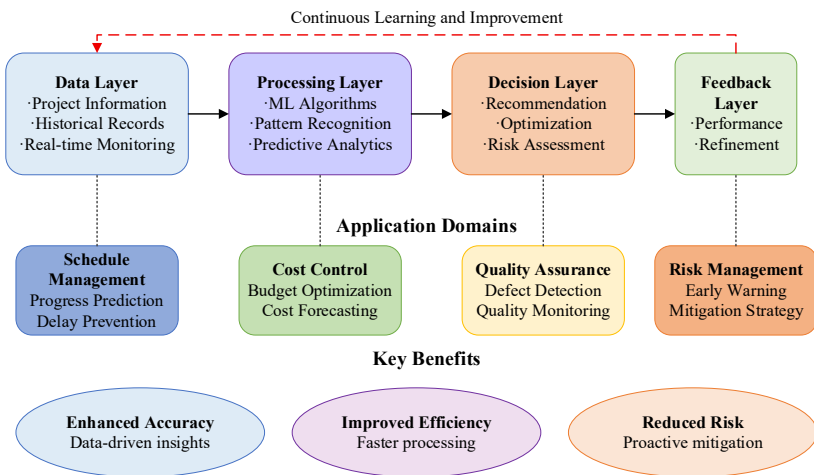 Continuous Learning and Improvement
Data Layer
·Project Information
·Historical Records
·Real-time Monitoring
Processing Layer
·ML Algorithms
·Pattern Recognition
·Predictive Analytics
Decision Layer
·Recommendation
·Optimization
·Risk Assessment
Feedback
Layer
·Performance
·Refinement
Application Domains
Schedule
Management
Progress Prediction
Delay Prevention
Cost Control
Budget Optimization
Cost Forecasting
Quality Assurance
Defect Detection
Quality Monitoring
Risk Management
Early Warning
Mitigation Strategy
Key Benefits
Enhanced Accuracy
Data-driven insights
Improved Efficiency
Faster processing
Reduced Risk
Proactive mitigation